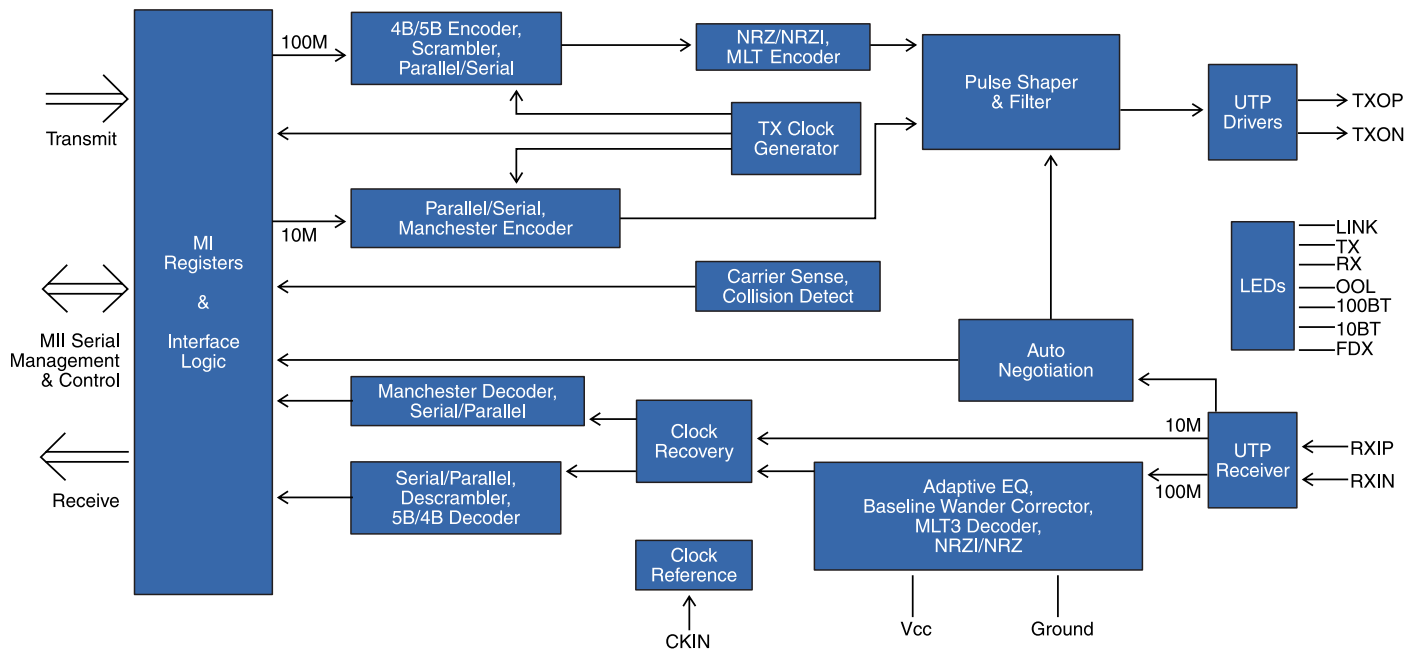 4B/5B Encoder,
Scrambler,
Parallel/Serial
100M
NRZ/NRZI,
MLT Encoder
Pulse Shaper
& Filter
UTP
Drivers
TXOP
TXON
Transmit
TX Clock
Generator
Parallel/Serial,
Manchester Encoder
10M
MI
Registers
&
Interface
Logic
Carrier Sense,
Collision Detect
LEDs
LINK
TX
RX
OOL
100BT
10BT
FDX
MII Serial
Management
& Control
Auto
Negotiation
Manchester Decoder,
Serial/Parallel
Clock
Recovery
10M
100M
UTP
Receiver
RXIP
RXIN
Receive
Serial/Parallel,
Descrambler,
5B/4B Decoder
Adaptive EQ,
Baseline Wander Corrector,
MLT3 Decoder,
NRZI/NRZ
Clock
Reference
CKIN
Vcc
Ground